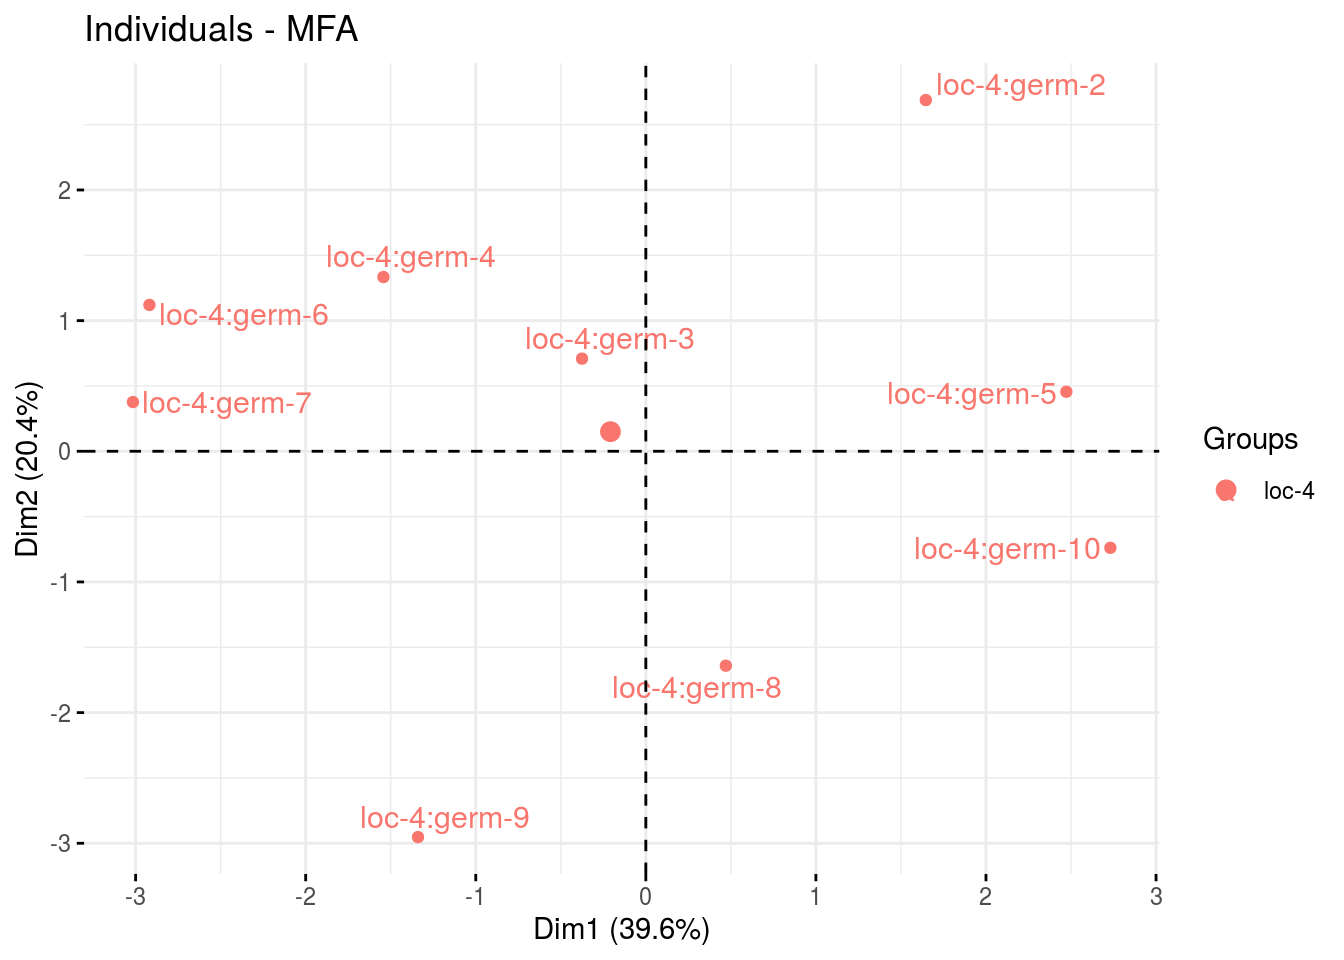 Individuals - MFA
loc-4:germ-2
loc-4:germ-4
loc-4:germ-6
loc-4:germ-3
loc-4:germ-7
loc-4:germ-5
loc-4:germ-10
loc-4:germ-8
loc-4:germ-9
2
1
0
-1
-2
-3
Dim2 (20.4%)
-3
-2
-1
0
1
2
3
Dim1 (39.6%)
Groups
loc-4